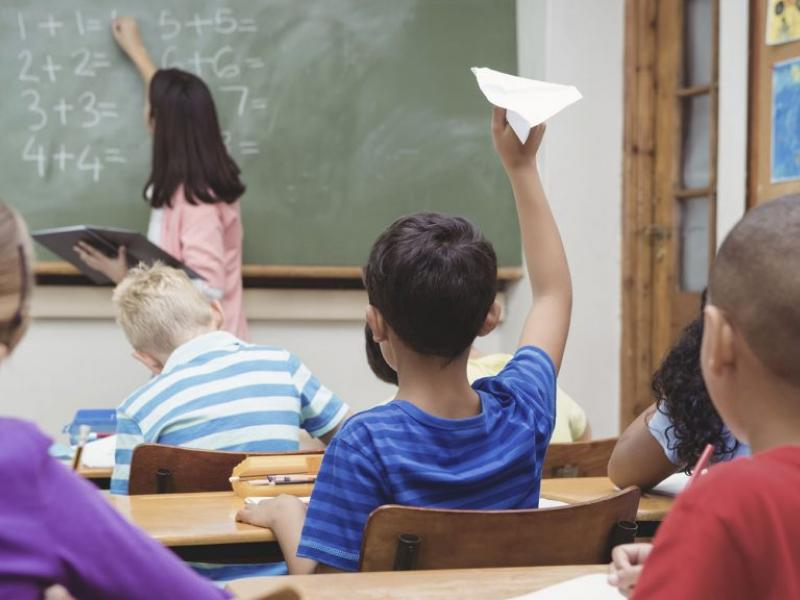 1 + 1 = 5 + 5 =
2 + 2 = 6 + 6 =
3 + 3 = 7 =
4 + 4 = =